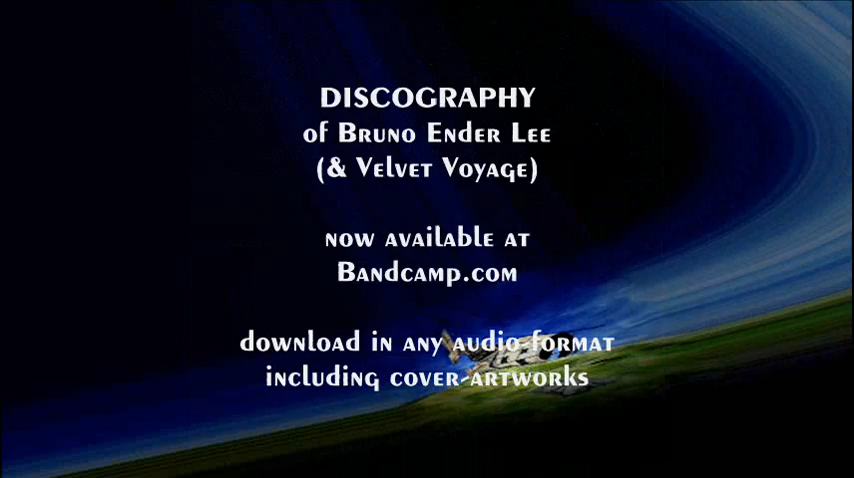 DISCOGRAPHY
of Bruno Ender Lee
(& Velvet Voyage)
now available at
Bandcamp.com
download in any audio-format
including cover-artworks